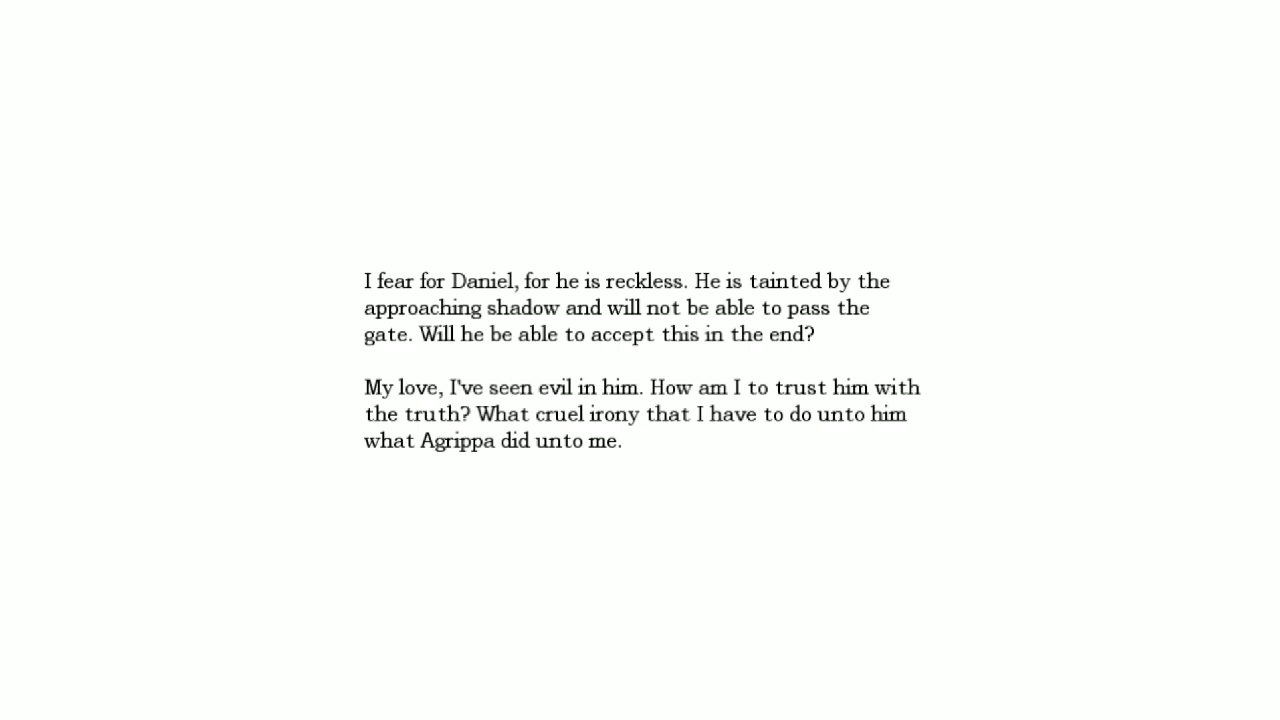 I fear for Daniel, for he is reckless. He is tainted by the
approaching shadow and will not be able to pass the
gate. Will he be able to accept this in the end?
My love, I've seen evil in him. How am I to trust him with
the truth? What cruel irony that I have to do unto him
what Agrippa did unto me.